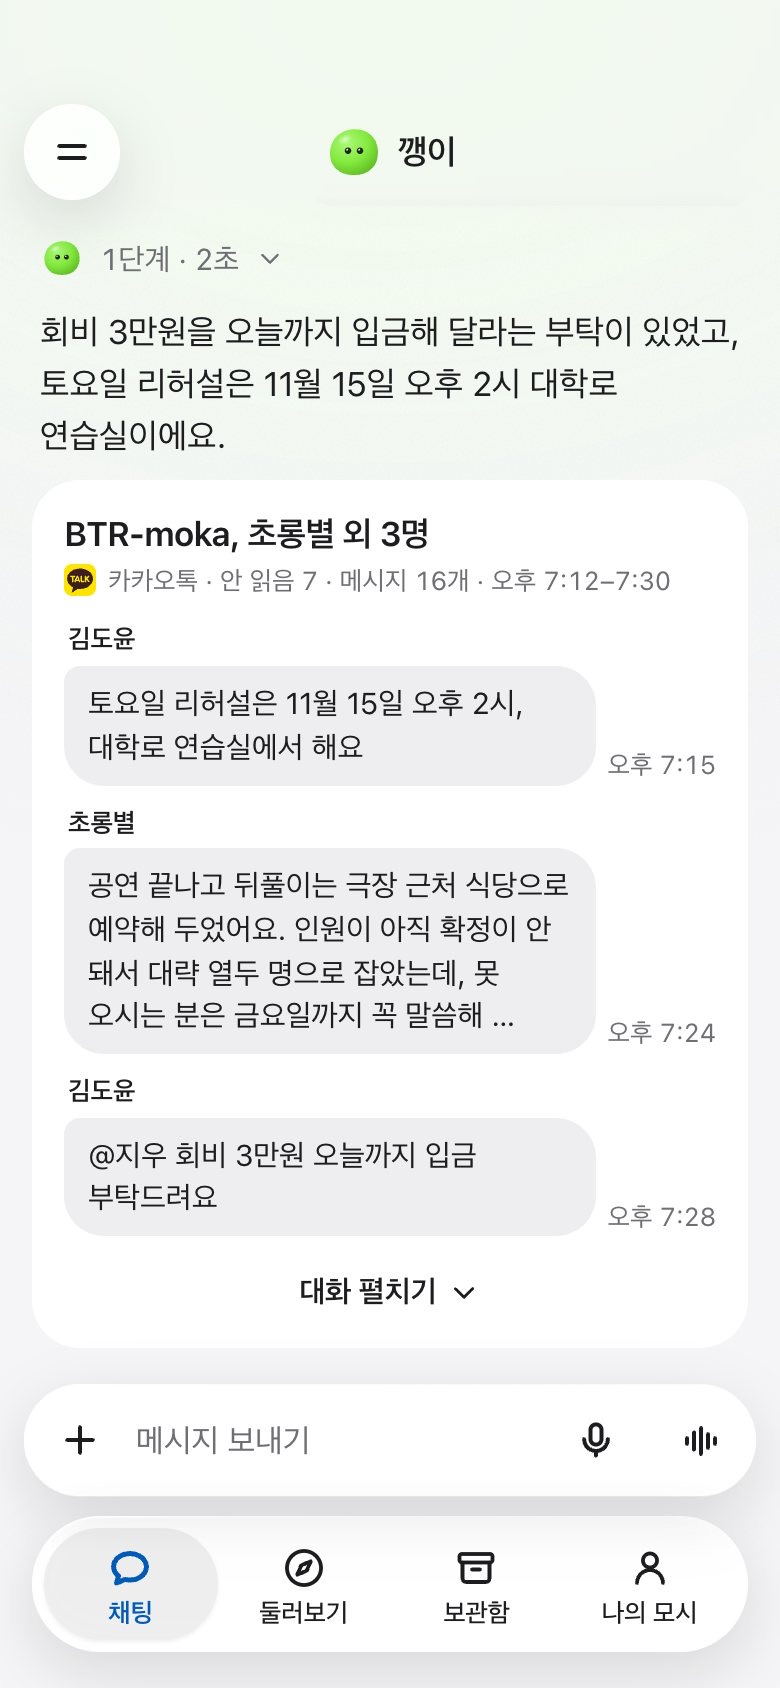 깽이
1단계 · 2초
회비 3만원을 오늘까지 입금해 달라는 부탁이 있었고,
토요일 리허설은 11월 15일 오후 2시 대학로
연습실이에요.
BTR-moka, 초롱별 외 3명
TALK 카카오톡 · 안 읽음 7 · 메시지 16개 · 오후 7:12–7:30
김도윤
토요일 리허설은 11월 15일 오후 2시,
대학로 연습실에서 해요
오후 7:15
초롱별
공연 끝나고 뒤풀이는 극장 근처 식당으로
예약해 두었어요. 인원이 아직 확정이 안
돼서 대략 열두 명으로 잡았는데, 못
오시는 분은 금요일까지 꼭 말씀해 ...
오후 7:24
김도윤
@지우 회비 3만원 오늘까지 입금
부탁드려요
오후 7:28
대화 펼치기
메시지 보내기
채팅
둘러보기
보관함
나의 모시